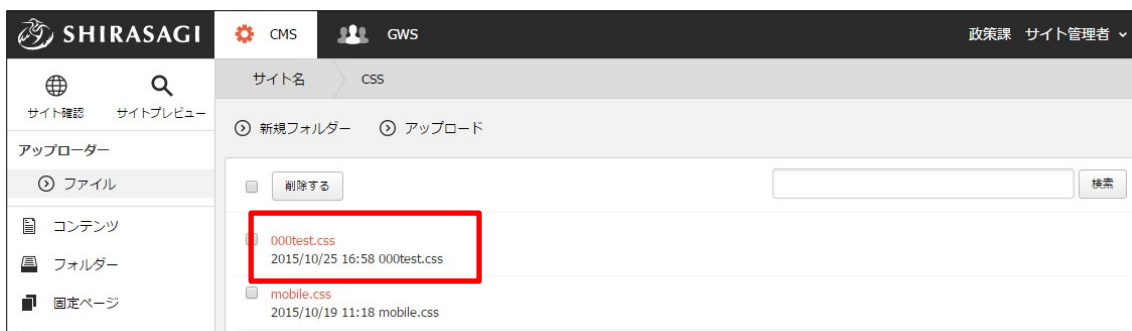 SHIRASAGI CMS GWS 政策課 サイト管理者
サイト確認 サイトプレビュー
サイト名 CSS
アップローダー
ファイル
コンテンツ
フォルダー
固定ページ
新規フォルダー アップロード
削除する 検索
000test.css
2015/10/25 16:58 000test.css
mobile.css
2015/10/19 11:18 mobile.css